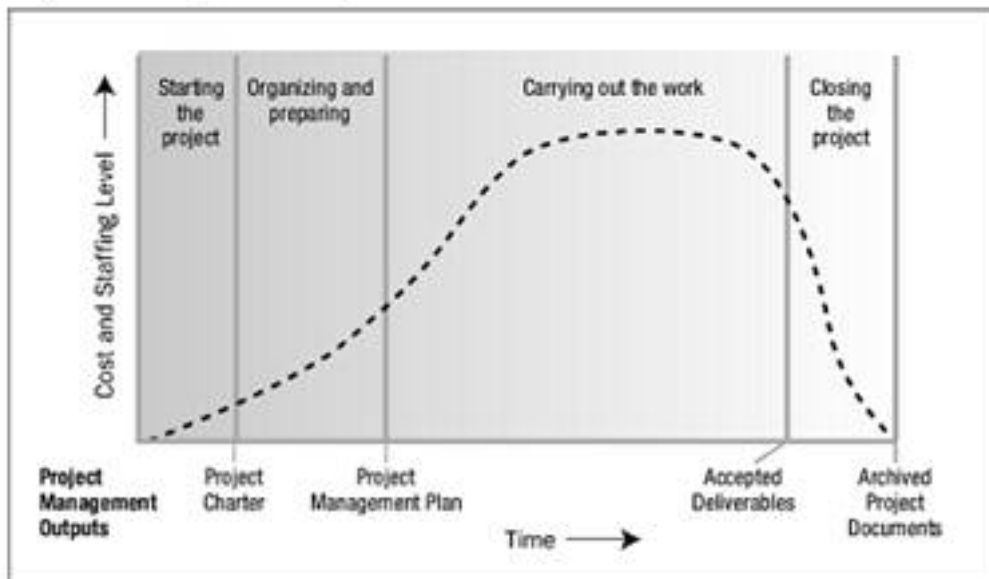 Starting
the
project
Organizing and
preparing
Carrying out the work
Closing
the
project
Cost and Staffing Level
Project
Management
Outputs
Project
Charter
Project
Management Plan
Accepted
Deliverables
Archived
Project
Documents
Time